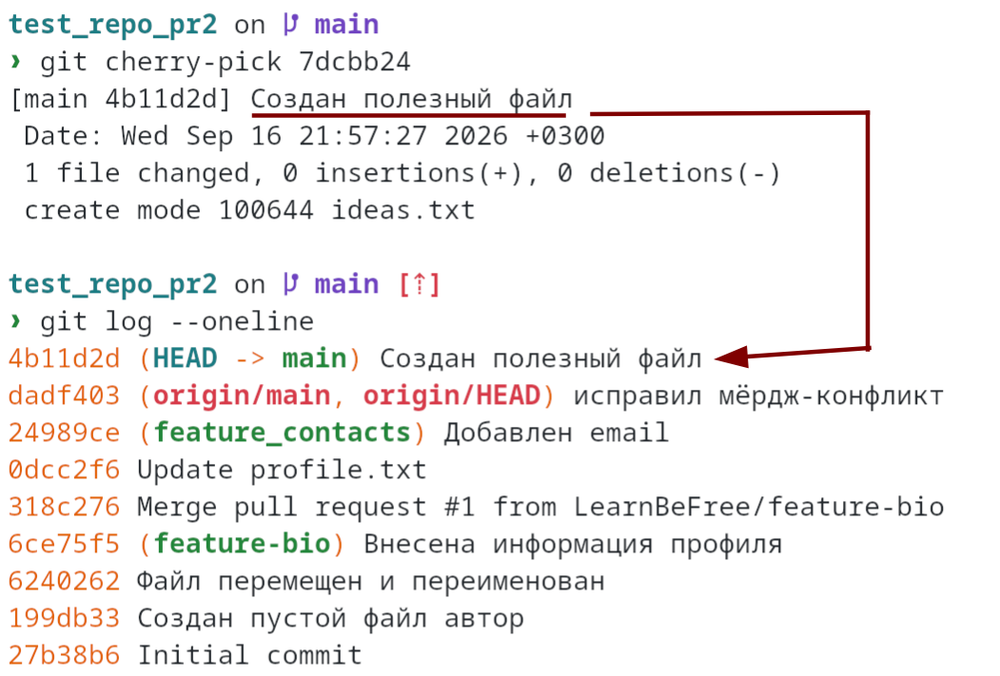 test_repo_pr2 on main
❯ git cherry-pick 7dcbb24
[main 4b11d2d] Создан полезный файл
Date: Wed Sep 16 21:57:27 2026 +0300
1 file changed, 0 insertions(+), 0 deletions(-)
create mode 100644 ideas.txt
test_repo_pr2 on main [⇡]
❯ git log --oneline
4b11d2d (HEAD -> main) Создан полезный файл
dadf403 (origin/main, origin/HEAD) исправил мёрдж-конфликт
24989ce (feature_contacts) Добавлен email
0dcc2f6 Update profile.txt
318c276 Merge pull request #1 from LearnBeFree/feature-bio
6ce75f5 (feature-bio) Внесена информация профиля
6240262 Файл перемещен и переименован
199db33 Создан пустой файл автор
27b38b6 Initial commit